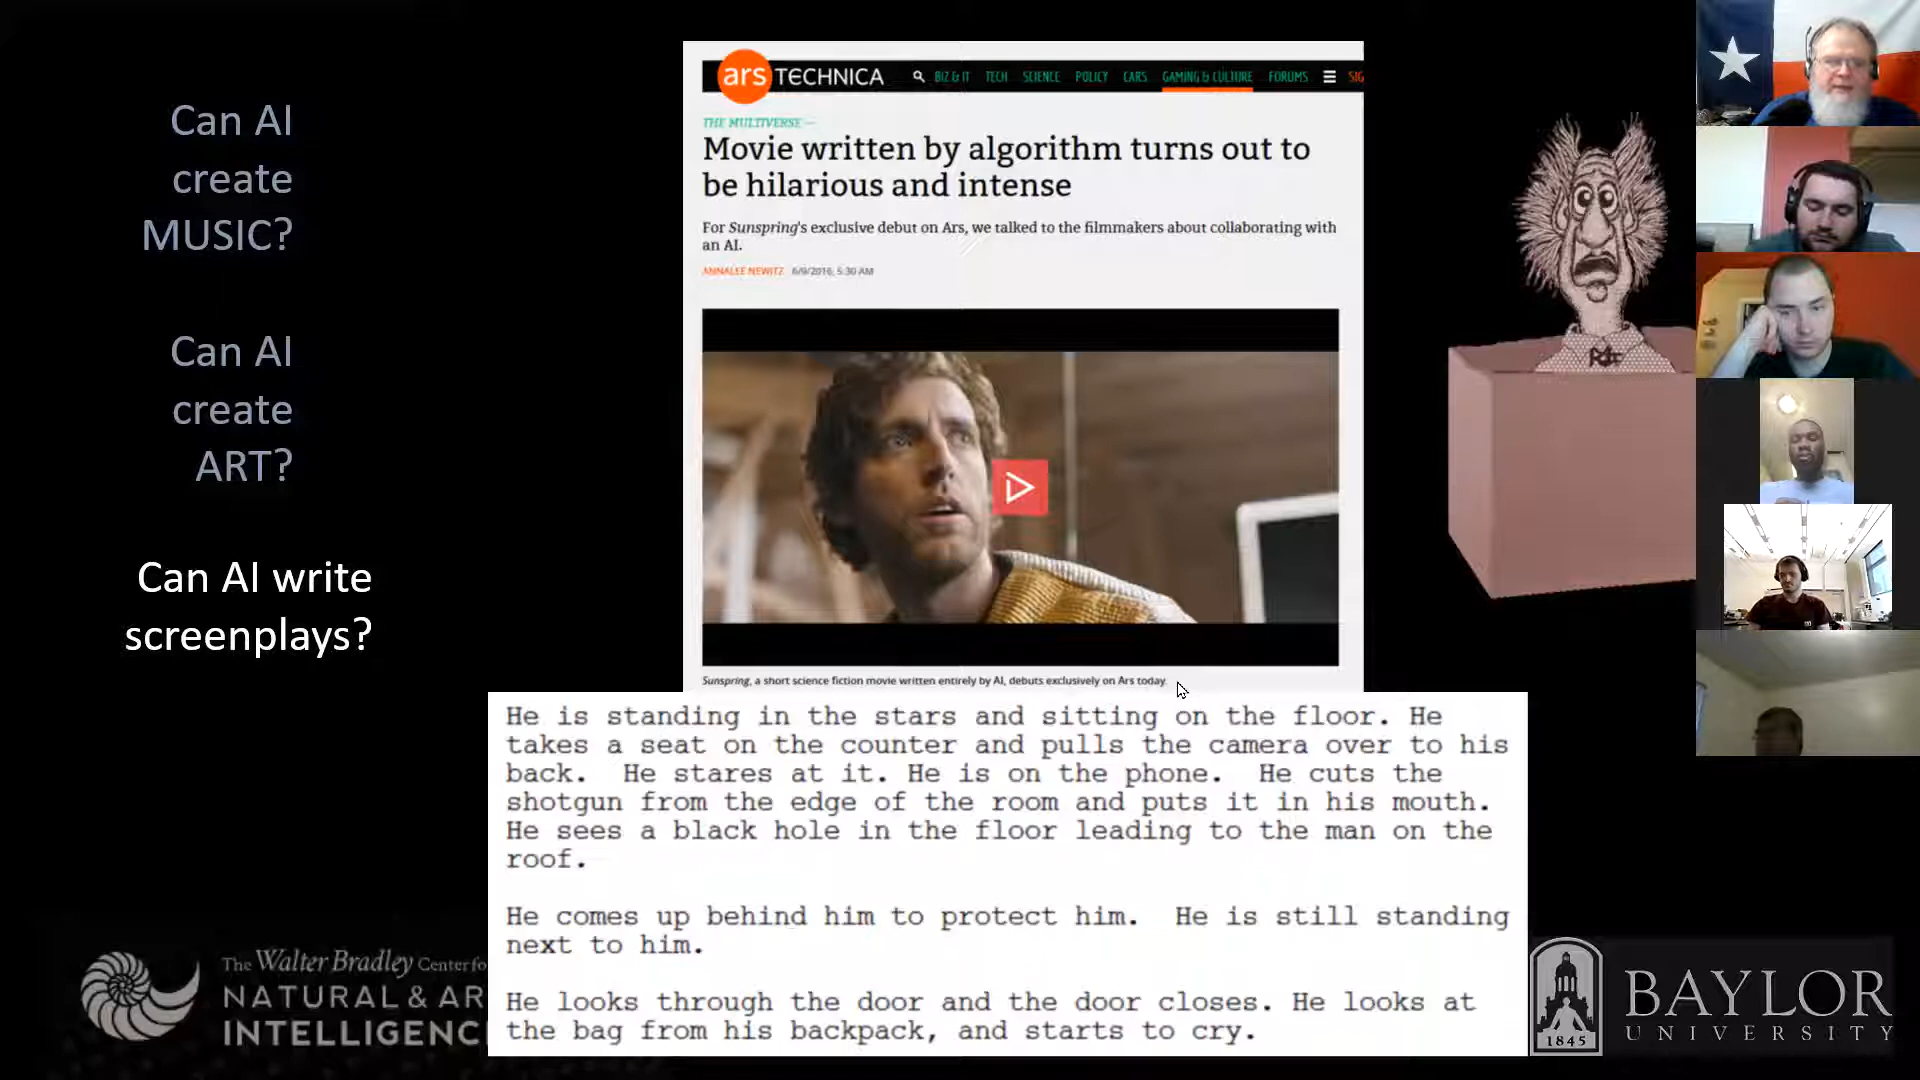 Can AI
create
MUSIC?
Can AI
create
ART?
Can AI write
screenplays?
ars TECHNICA BIZ & IT TECH SCIENCE POLICY CARS GAMING & CULTURE FORUMS SIG
THE MULTIVERSE —
Movie written by algorithm turns out to
be hilarious and intense
For Sunspring's exclusive debut on Ars, we talked to the filmmakers about collaborating with
an AI.
ANNALEE NEWITZ 6/9/2016, 5:30 AM
Sunspring, a short science fiction movie written entirely by AI, debuts exclusively on Ars today.
He is standing in the stars and sitting on the floor. He
takes a seat on the counter and pulls the camera over to his
back. He stares at it. He is on the phone. He cuts the
shotgun from the edge of the room and puts it in his mouth.
He sees a black hole in the floor leading to the man on the
roof.
He comes up behind him to protect him. He is still standing
next to him.
He looks through the door and the door closes. He looks at
the bag from his backpack, and starts to cry.
The Walter Bradley Center fo
NATURAL & AR
INTELLIGENC
1845
BAYLOR
UNIVERSITY